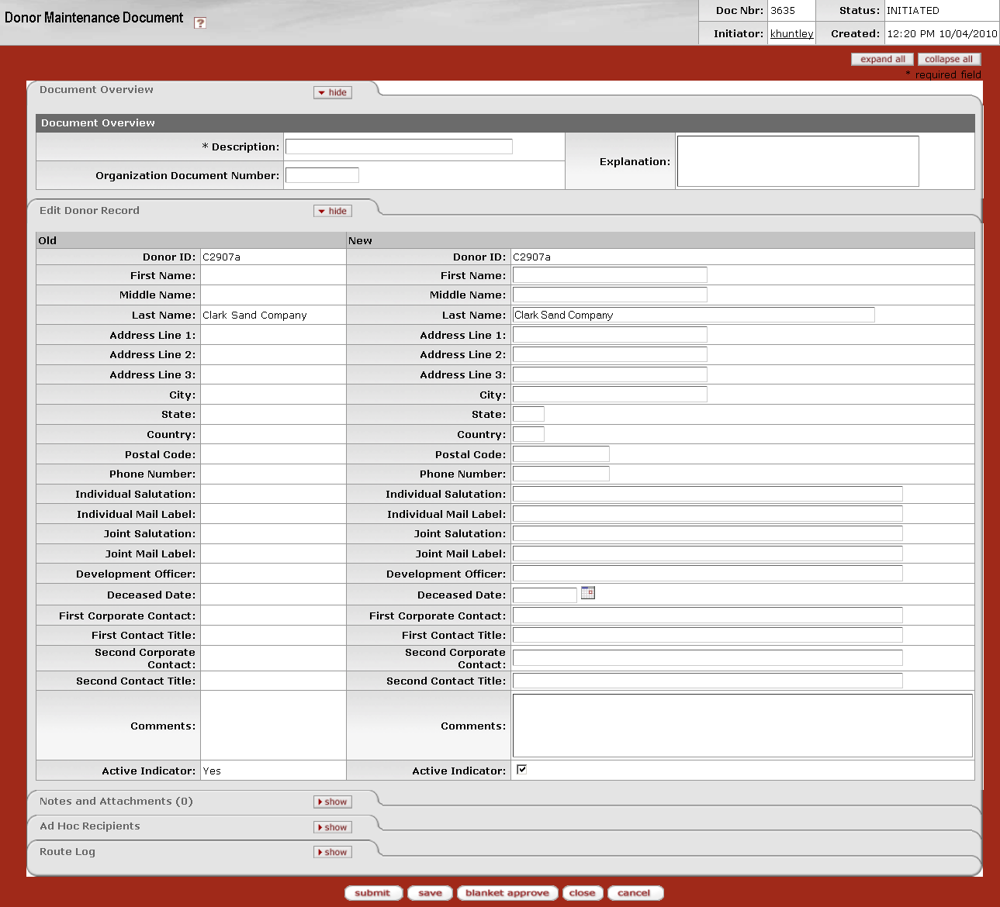 Donor Maintenance Document ?
Doc Nbr: 3635 Status: INITIATED
Initiator: khuntley Created: 12:20 PM 10/04/2010
expand all collapse all
* required field
Document Overview hide
Document Overview
* Description: Explanation:
Organization Document Number:
Edit Donor Record hide
Old New
Donor ID: C2907a Donor ID: C2907a
First Name: First Name:
Middle Name: Middle Name:
Last Name: Clark Sand Company Last Name: Clark Sand Company
Address Line 1: Address Line 1:
Address Line 2: Address Line 2:
Address Line 3: Address Line 3:
City: City:
State: State:
Country: Country:
Postal Code: Postal Code:
Phone Number: Phone Number:
Individual Salutation: Individual Salutation:
Individual Mail Label: Individual Mail Label:
Joint Salutation: Joint Salutation:
Joint Mail Label: Joint Mail Label:
Development Officer: Development Officer:
Deceased Date: Deceased Date:
First Corporate Contact: First Corporate Contact:
First Contact Title: First Contact Title:
Second Corporate Second Corporate
Contact: Contact:
Second Contact Title: Second Contact Title:
Comments: Comments:
Active Indicator: Yes Active Indicator:
Notes and Attachments (0) show
Ad Hoc Recipients show
Route Log show
submit save blanket approve close cancel